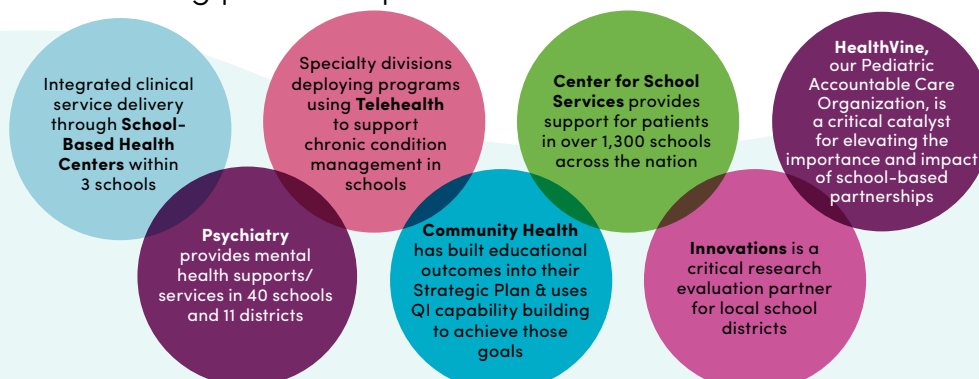 Integrated clinical
service delivery
through School-
Based Health
Centers within
3 schools
Psychiatry
provides mental
health supports/
services in 40 schools
and 11 districts
Specialty divisions
deploying programs
using Telehealth
to support
chronic condition
management in
schools
Community Health
has built educational
outcomes into their
Strategic Plan & uses
QI capability building
to achieve those
goals
Center for School
Services provides
support for patients
in over 1,300 schools
across the nation
Innovations is a
critical research
evaluation partner
for local school
districts
HealthVine,
our Pediatric
Accountable Care
Organization, is
a critical catalyst
for elevating the
importance and impact
of school-based
partnerships